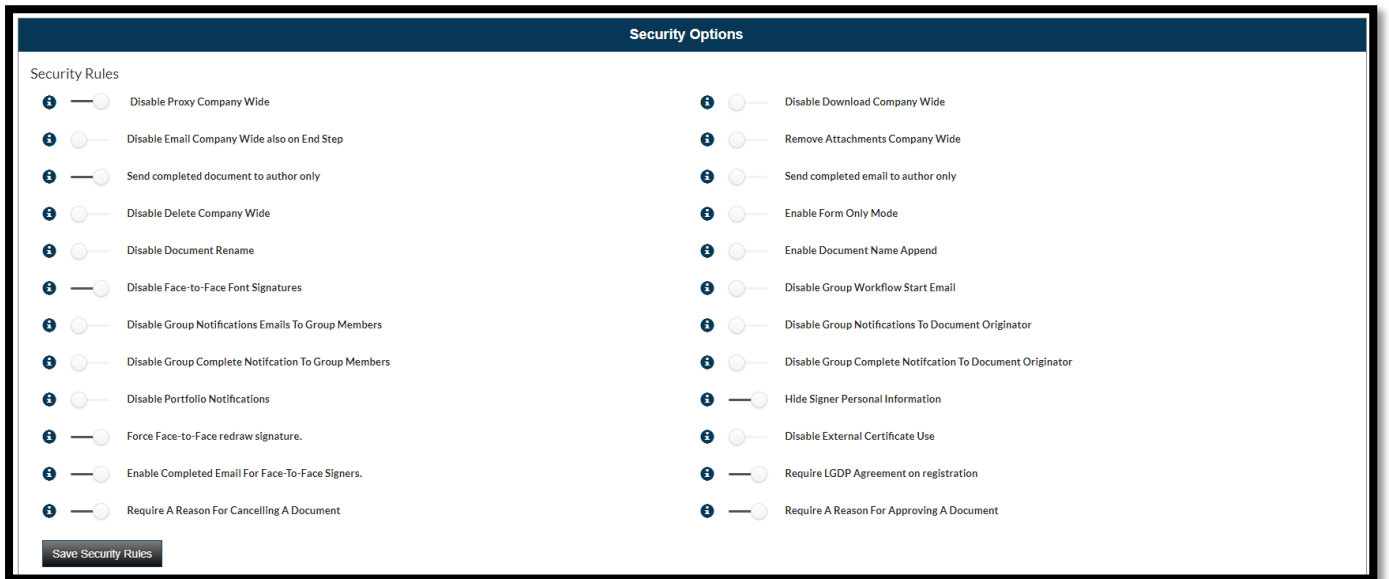 Security Options
Security Rules
Disable Proxy Company Wide
Disable Download Company Wide
Disable Email Company Wide also on End Step
Remove Attachments Company Wide
Send completed document to author only
Send completed email to author only
Disable Delete Company Wide
Enable Form Only Mode
Disable Document Rename
Enable Document Name Append
Disable Face-to-Face Font Signatures
Disable Group Workflow Start Email
Disable Group Notifications Emails To Group Members
Disable Group Notifications To Document Originator
Disable Group Complete Notifcation To Group Members
Disable Group Complete Notifcation To Document Originator
Disable Portfolio Notifications
Hide Signer Personal Information
Force Face-to-Face redraw signature.
Disable External Certificate Use
Enable Completed Email For Face-To-Face Signers.
Require LGDP Agreement on registration
Require A Reason For Cancelling A Document
Require A Reason For Approving A Document
Save Security Rules